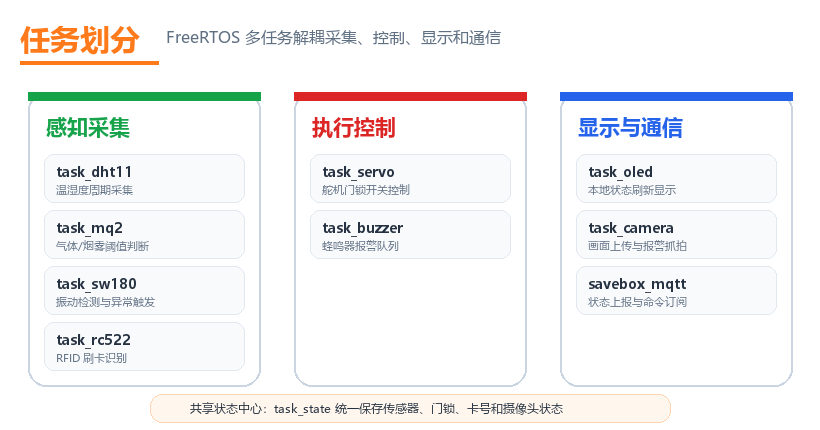 任务划分
FreeRTOS 多任务解耦采集、控制、显示和通信
感知采集
task_dht11
温湿度周期采集
task_mq2
气体/烟雾阈值判断
task_sw180
振动检测与异常触发
task_rc522
RFID 刷卡识别
执行控制
task_servo
舵机门锁开关控制
task_buzzer
蜂鸣器报警队列
显示与通信
task_oled
本地状态刷新显示
task_camera
画面上传与报警抓拍
savebox_mqtt
状态上报与命令订阅
共享状态中心：task_state 统一保存传感器、门锁、卡号和摄像头状态